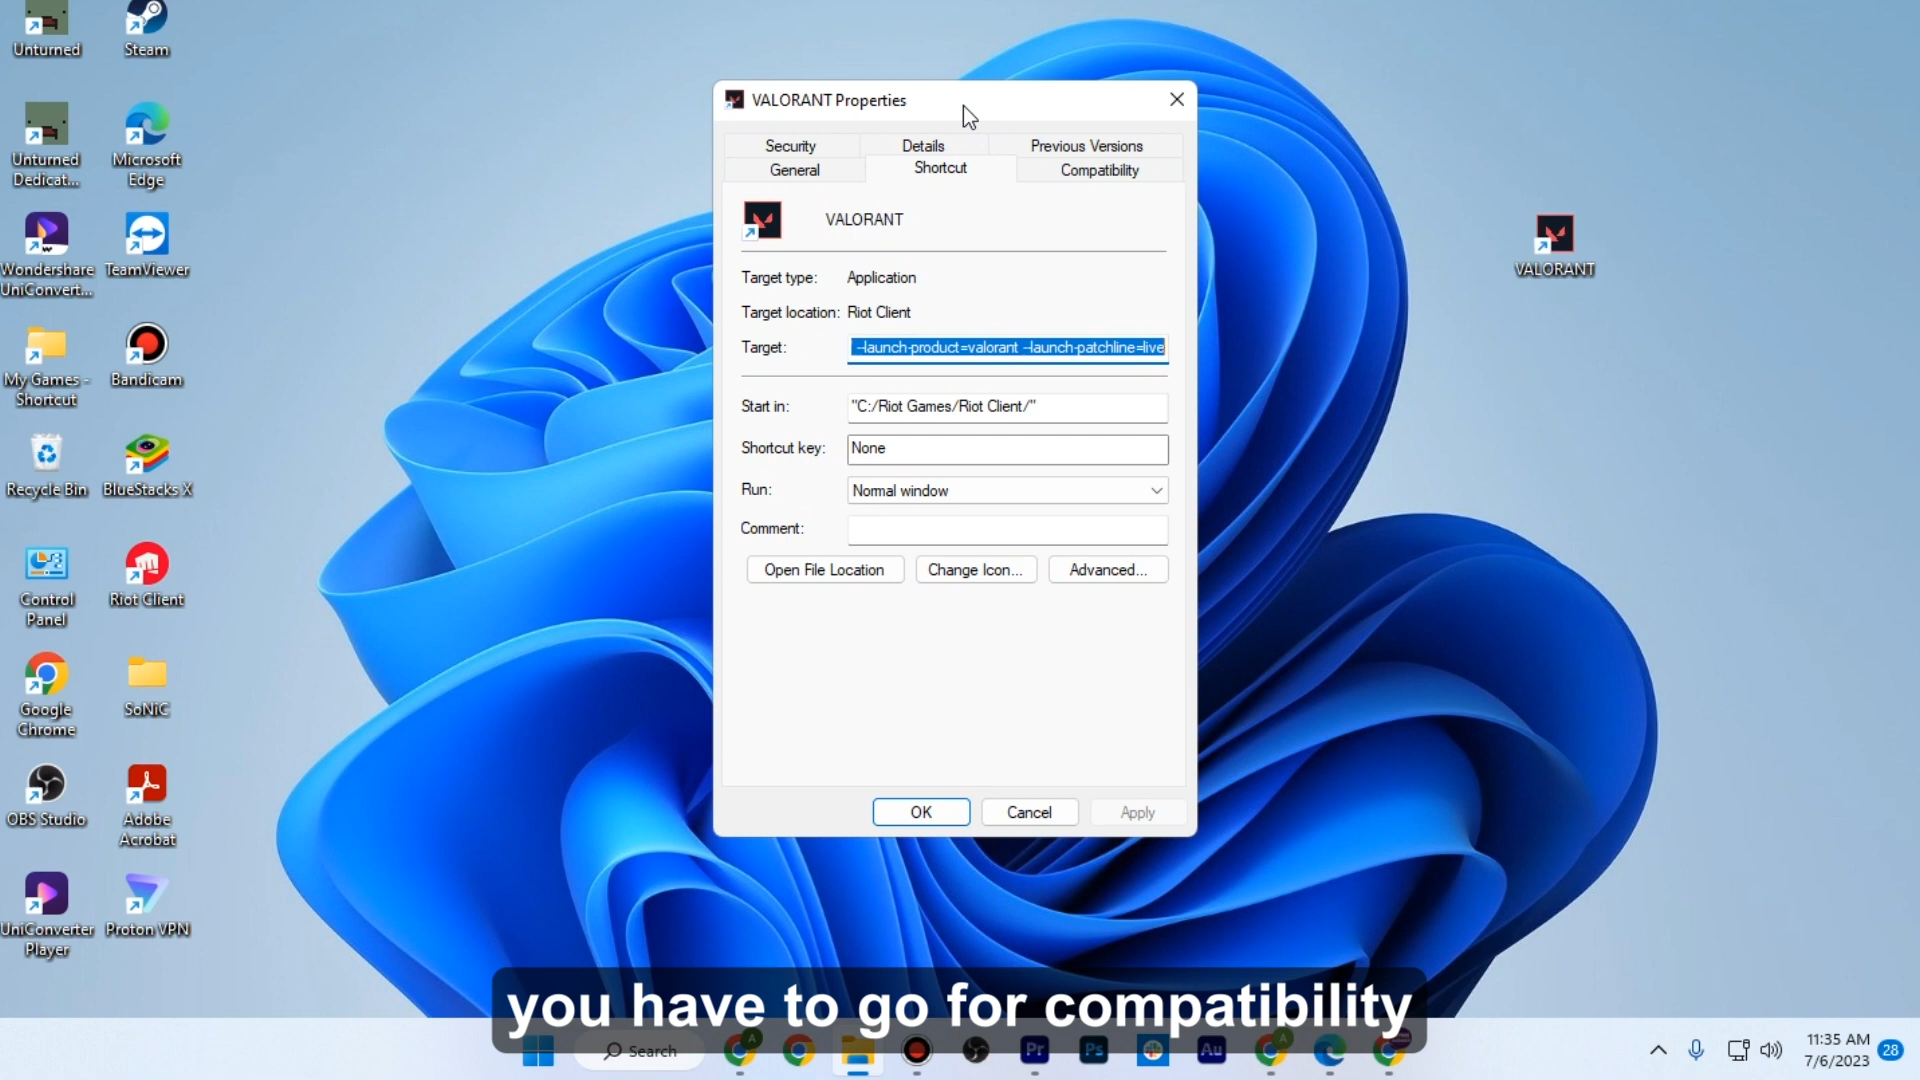 Unturned
Steam
Unturned
Dedicat...
Microsoft
Edge
Wondershare
UniConvert...
TeamViewer
My Games -
Shortcut
Bandicam
Recycle Bin
BlueStacks X
Control
Panel
Riot Client
Google
Chrome
SoNiC
OBS Studio
Adobe
Acrobat
UniConverter
Player
Proton VPN
VALORANT Properties
Security
Details
Previous Versions
General
Shortcut
Compatibility
VALORANT
Target type: Application
Target location: Riot Client
Target: --launch-product=valorant --launch-patchline=live
Start in: "C:/Riot Games/Riot Client/"
Shortcut key: None
Run: Normal window
Comment:
Open File Location
Change Icon...
Advanced...
OK
Cancel
Apply
VALORANT
you have to go for compatibility
Search
A
Pr
Ps
Au
A
11:35 AM
7/6/2023
28